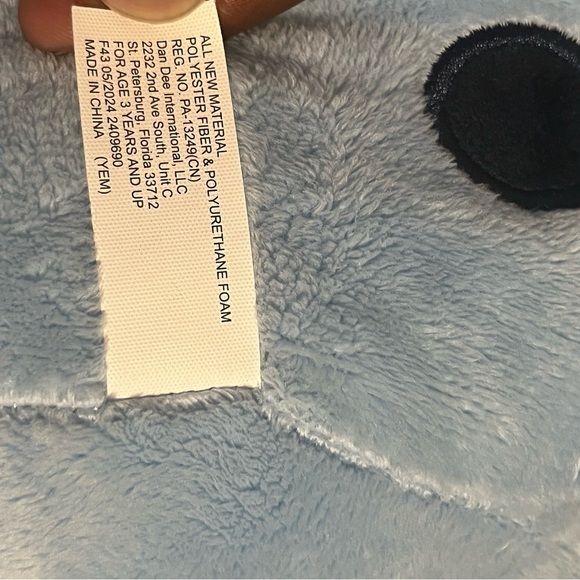 ALL NEW MATERIAL
POLYESTER FIBER & POLYURETHANE FOAM
REG. NO. PA-13249(CN)
Dan Dee International, LLC
2232 2nd Ave South, Unit C
St. Petersburg, Florida 33712
FOR AGE 3 YEARS AND UP
F43 05/2024 2409690
MADE IN CHINA (YEM)